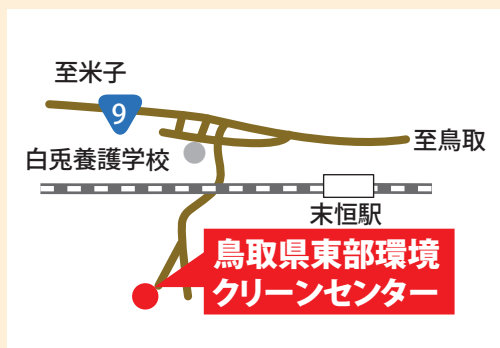 至米子
9
至鳥取
白兎養護学校
末恒駅
鳥取県東部環境
クリーンセンター